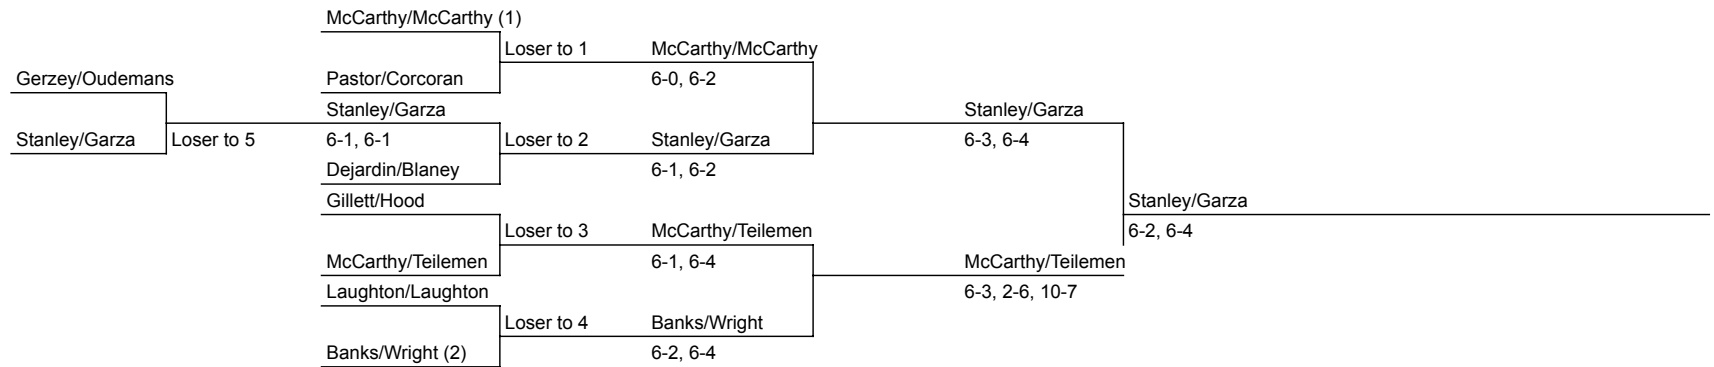 McCarthy/McCarthy (1)
Loser to 1 McCarthy/McCarthy
Gerzey/Oudemans Pastor/Corcoran 6-0, 6-2
Stanley/Garza Stanley/Garza
Stanley/Garza Loser to 5 6-1, 6-1 Loser to 2 Stanley/Garza 6-3, 6-4
Dejardin/Blaney 6-1, 6-2
Gillett/Hood Stanley/Garza
Loser to 3 McCarthy/Teilemen 6-2, 6-4
McCarthy/Teilemen 6-1, 6-4 McCarthy/Teilemen
Laughton/Laughton 6-3, 2-6, 10-7
Loser to 4 Banks/Wright
Banks/Wright (2) 6-2, 6-4